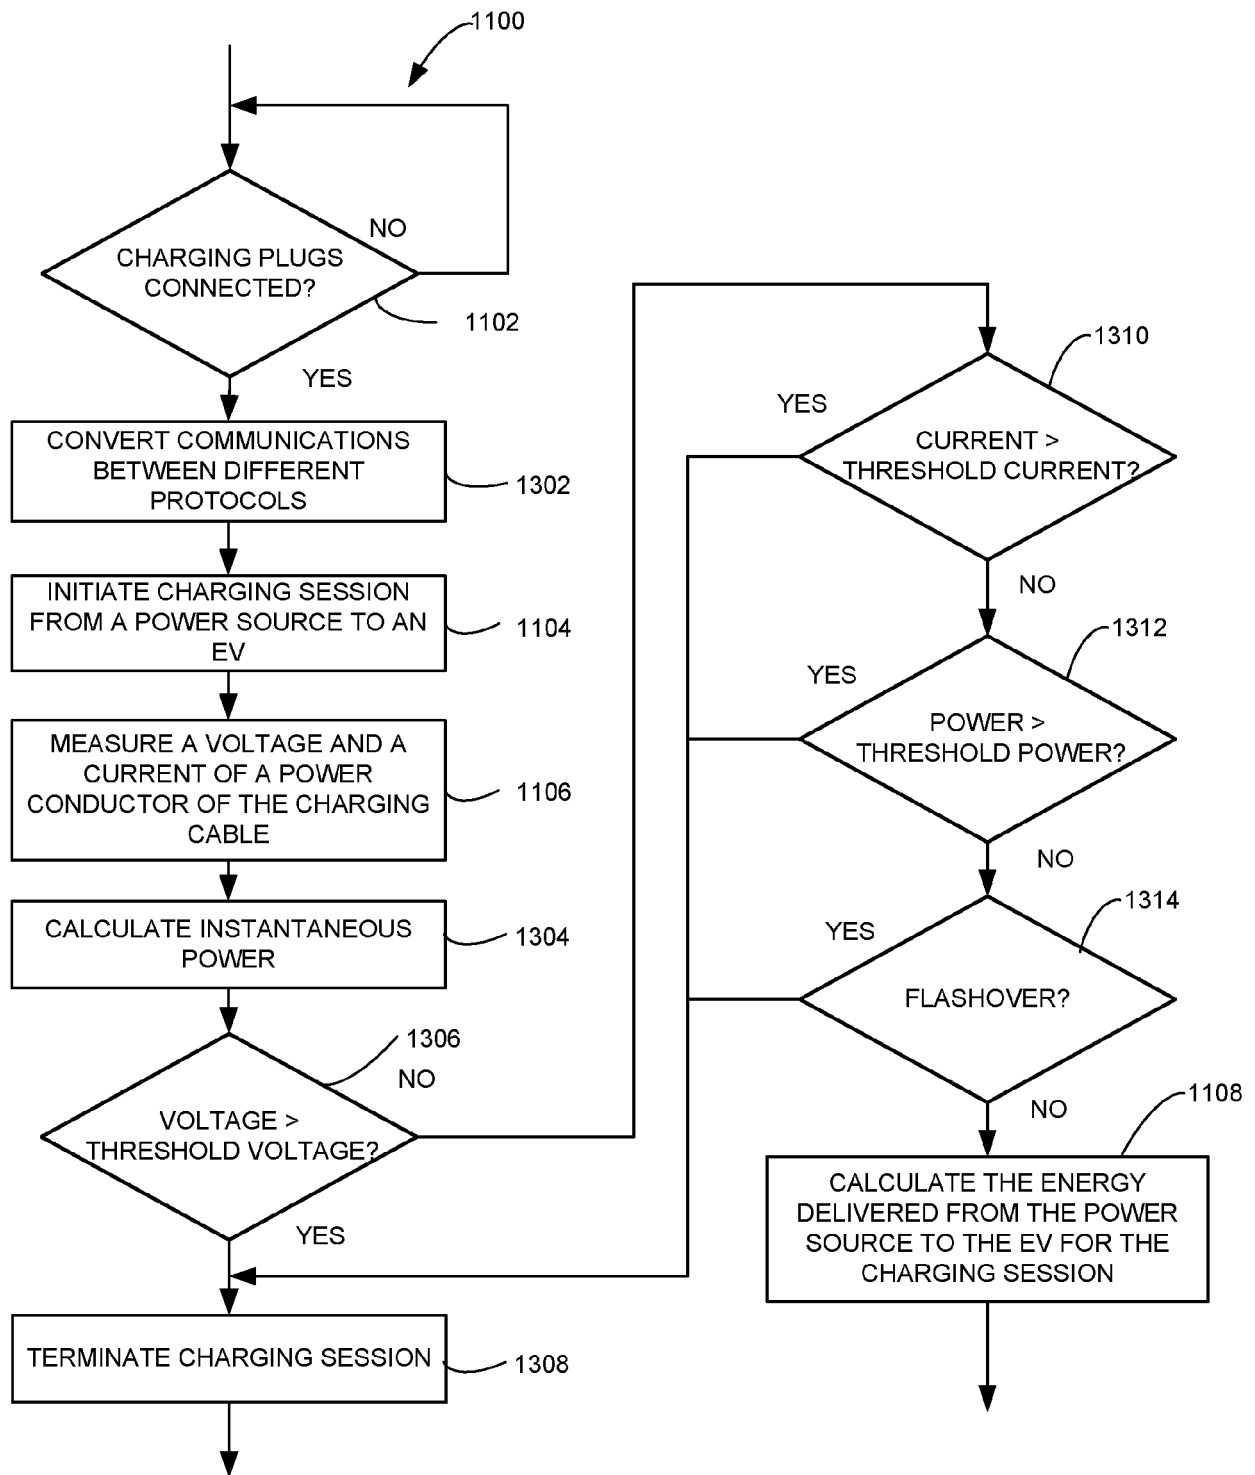 1100
NO
CHARGING PLUGS
CONNECTED?
1102
YES
CONVERT COMMUNICATIONS
BETWEEN DIFFERENT
PROTOCOLS
1302
INITIATE CHARGING SESSION
FROM A POWER SOURCE TO AN
EV
1104
MEASURE A VOLTAGE AND A
CURRENT OF A POWER
CONDUCTOR OF THE CHARGING
CABLE
1106
CALCULATE INSTANTANEOUS
POWER
1304
1306
NO
VOLTAGE >
THRESHOLD VOLTAGE?
YES
TERMINATE CHARGING SESSION
1308
1310
YES
CURRENT >
THRESHOLD CURRENT?
NO
1312
YES
POWER >
THRESHOLD POWER?
NO
1314
YES
FLASHOVER?
NO
1108
CALCULATE THE ENERGY
DELIVERED FROM THE POWER
SOURCE TO THE EV FOR THE
CHARGING SESSION